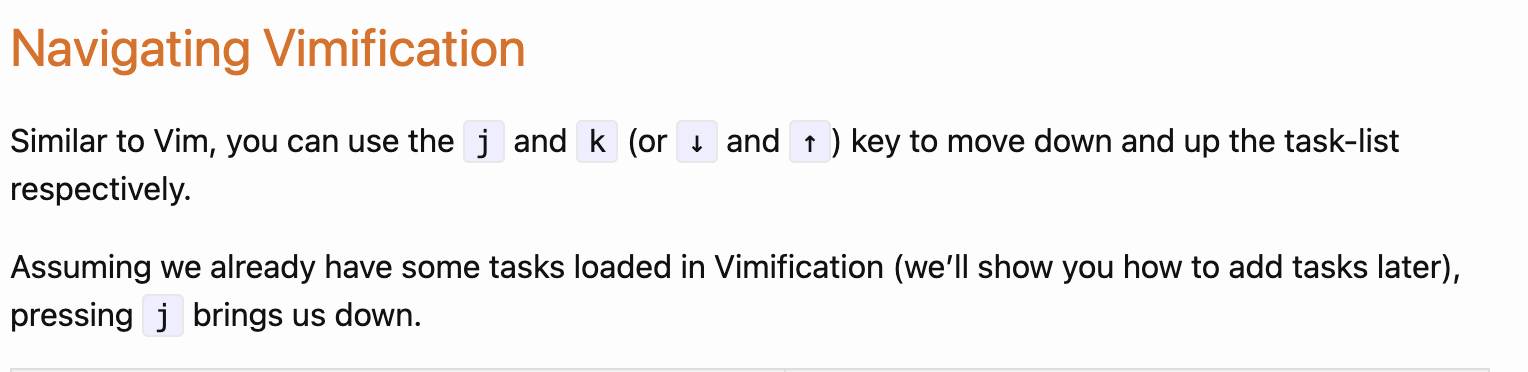 Navigating Vimification
Similar to Vim, you can use the j and k (or ↓ and ↑) key to move down and up the task-list
respectively.
Assuming we already have some tasks loaded in Vimification (we’ll show you how to add tasks later),
pressing j brings us down.